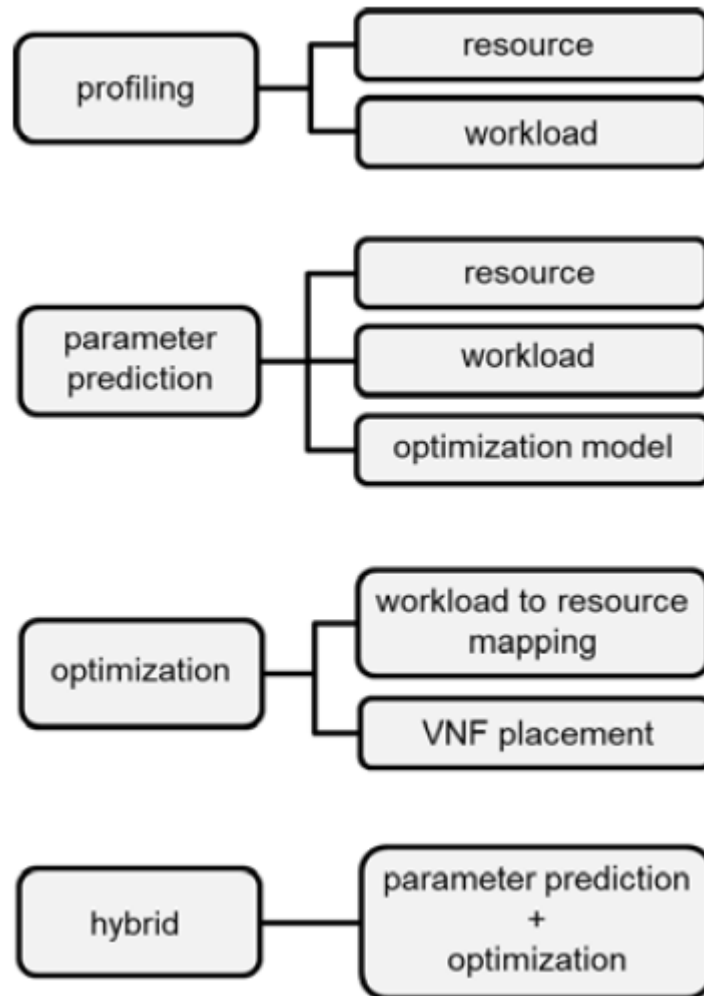 profiling
resource
workload
parameter
prediction
resource
workload
optimization model
optimization
workload to resource
mapping
VNF placement
hybrid
parameter prediction
+
optimization